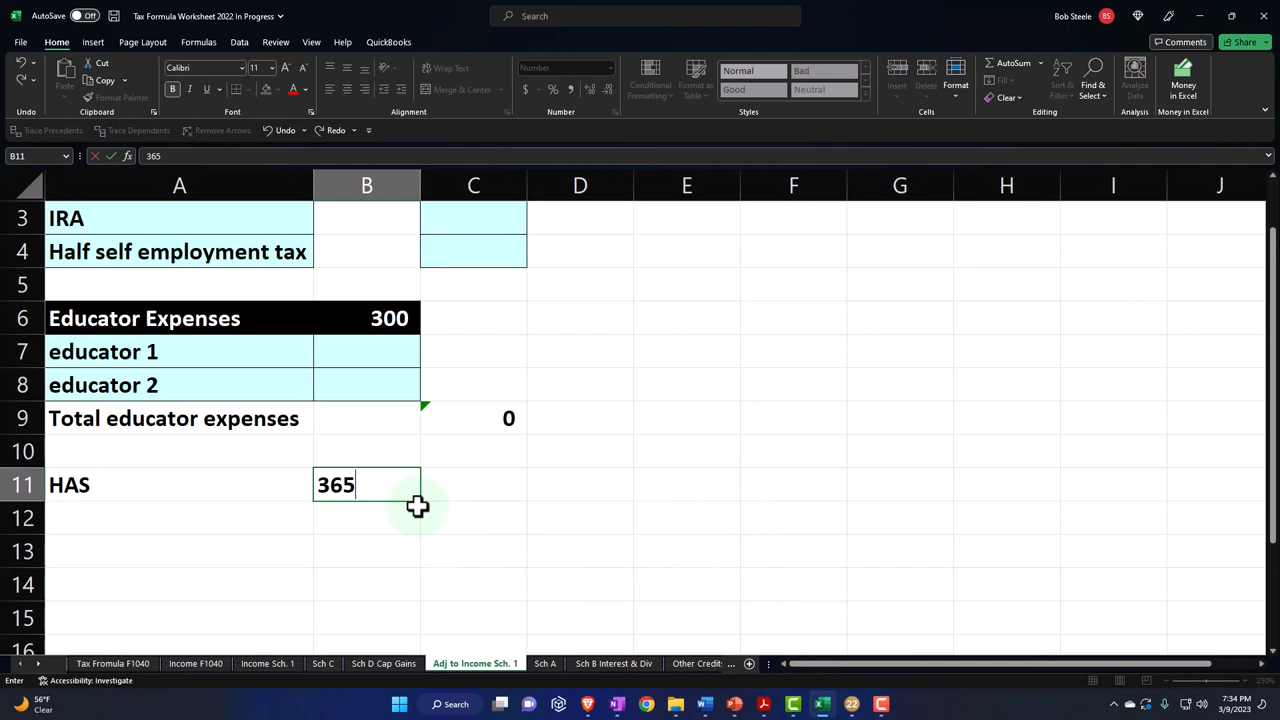 AutoSave Off Tax Formula Worksheet 2022 In Progress Search Bob Steele BS
File Home Insert Page Layout Formulas Data Review View Help QuickBooks Comments Share
Cut Calibri 11 Wrap Text Number Normal Bad AutoSum
Paste Copy Conditional Formatting Format as Table Insert Delete Format Fill Sort & Filter Find & Select Analyze Data Money in Excel
Format Painter B I U Merge & Center $ % Good Neutral Clear
Undo Clipboard Font Alignment Number Styles Cells Editing Analysis Money in Excel
Trace Precedents Trace Dependents Remove Arrows Undo Redo
B11 fx 365
A B C D E F G H I J
3 IRA
4 Half self employment tax
5
6 Educator Expenses 300
7 educator 1
8 educator 2
9 Total educator expenses 0
10
11 HAS 365
12
13
14
15
16
Tax Fromula F1040 Income F1040 Income Sch. 1 Sch C Sch D Cap Gains Adj to Income Sch. 1 Sch A Sch B Interest & Div Other Credits ...
Enter Accessibility: Investigate 250%
56°F Clear Search 22 7:34 PM 3/9/2023